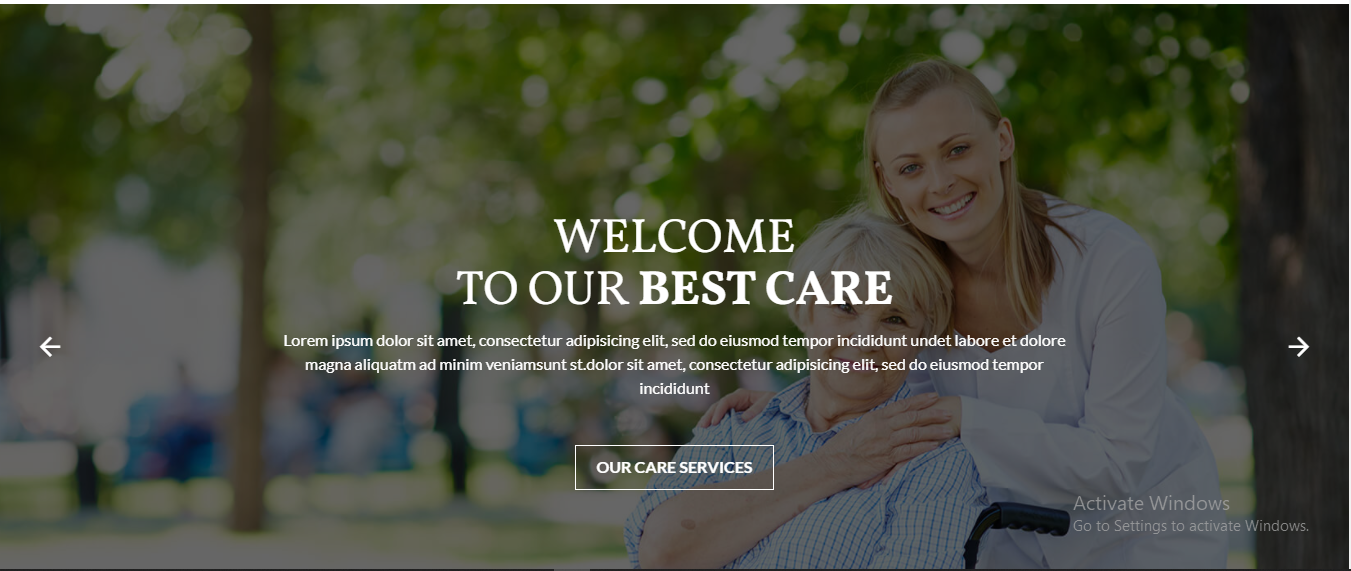 WELCOME
TO OUR BEST CARE
Lorem ipsum dolor sit amet, consectetur adipisicing elit, sed do eiusmod tempor incididunt undet labore et dolore
magna aliquatm ad minim veniamsunt st.dolor sit amet, consectetur adipisicing elit, sed do eiusmod tempor
incididunt
OUR CARE SERVICES
Activate Windows
Go to Settings to activate Windows.